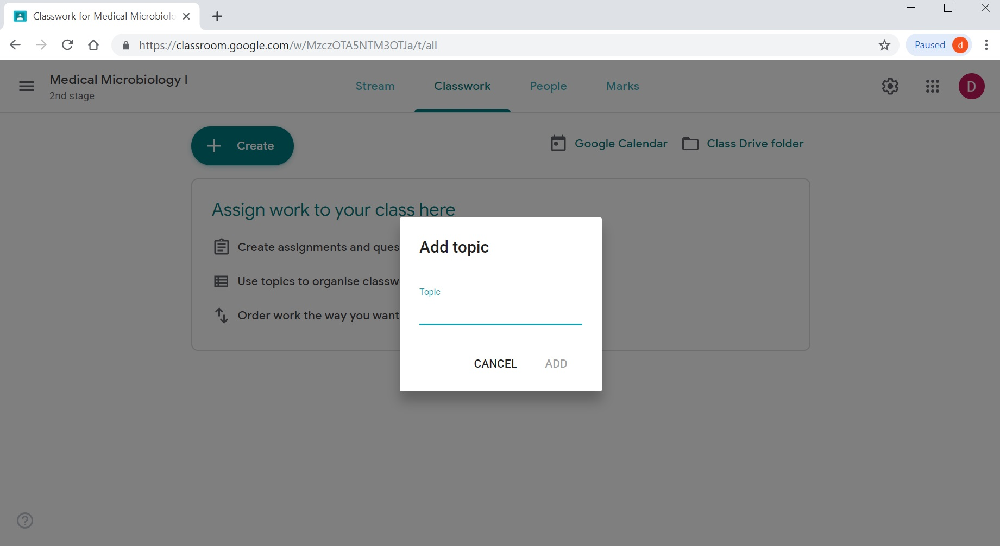 Classwork for Medical Microbiolo
https://classroom.google.com/w/MzczOTA5NTM3OTJa/t/all
Paused d
Medical Microbiology I
2nd stage
Stream Classwork People Marks
D
Create
Google Calendar Class Drive folder
Assign work to your class here
Create assignments and ques
Use topics to organise classw
Order work the way you want
Add topic
Topic
CANCEL ADD